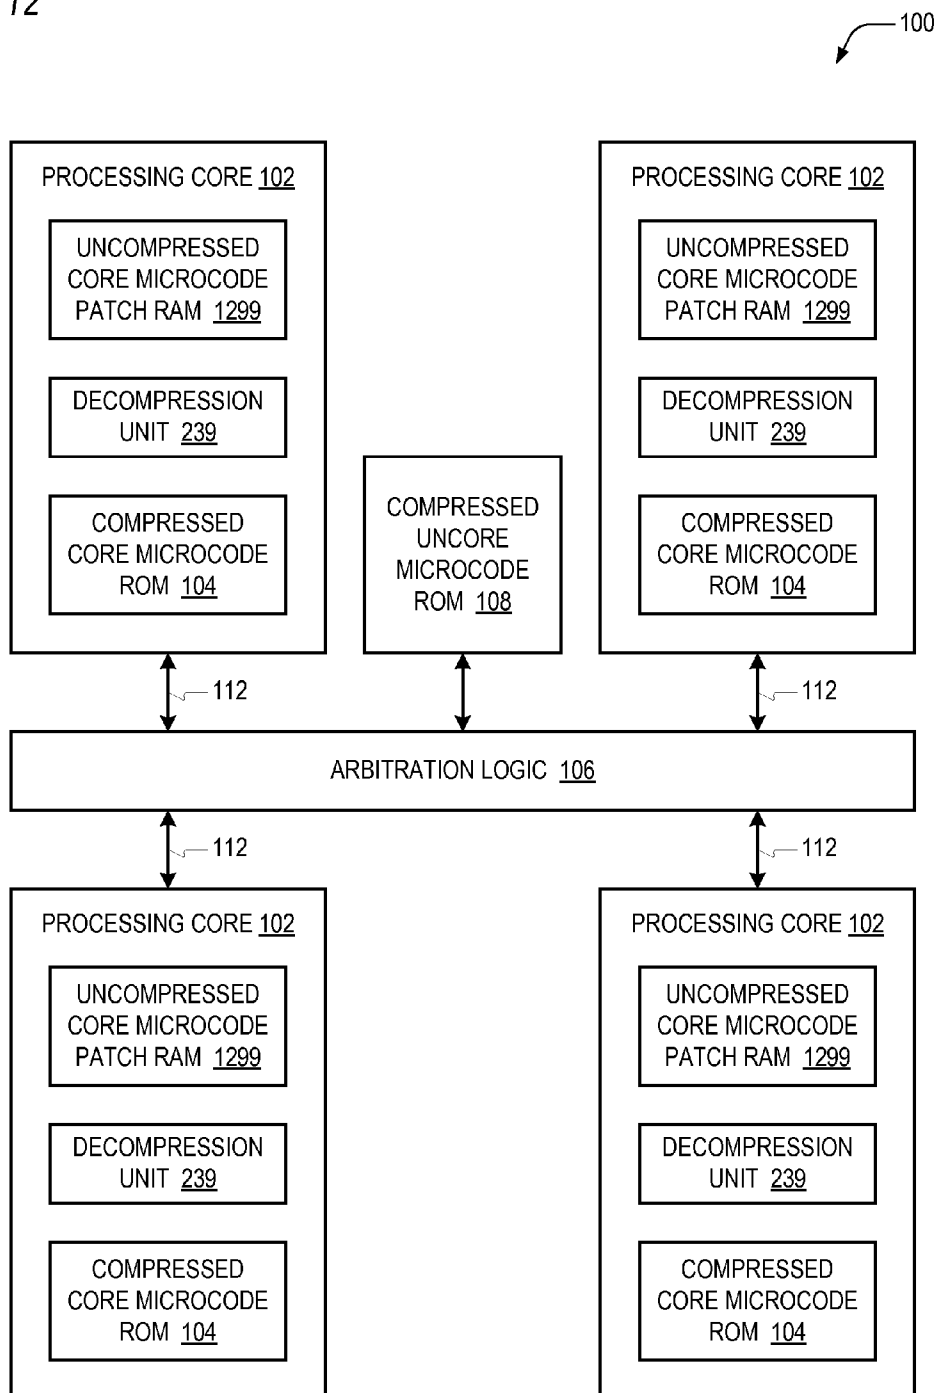 12
100
PROCESSING CORE 102
UNCOMPRESSED
CORE MICROCODE
PATCH RAM 1299
DECOMPRESSION
UNIT 239
COMPRESSED
CORE MICROCODE
ROM 104
COMPRESSED
UNCORE
MICROCODE
ROM 108
PROCESSING CORE 102
UNCOMPRESSED
CORE MICROCODE
PATCH RAM 1299
DECOMPRESSION
UNIT 239
COMPRESSED
CORE MICROCODE
ROM 104
112
112
ARBITRATION LOGIC 106
112
112
PROCESSING CORE 102
UNCOMPRESSED
CORE MICROCODE
PATCH RAM 1299
DECOMPRESSION
UNIT 239
COMPRESSED
CORE MICROCODE
ROM 104
PROCESSING CORE 102
UNCOMPRESSED
CORE MICROCODE
PATCH RAM 1299
DECOMPRESSION
UNIT 239
COMPRESSED
CORE MICROCODE
ROM 104